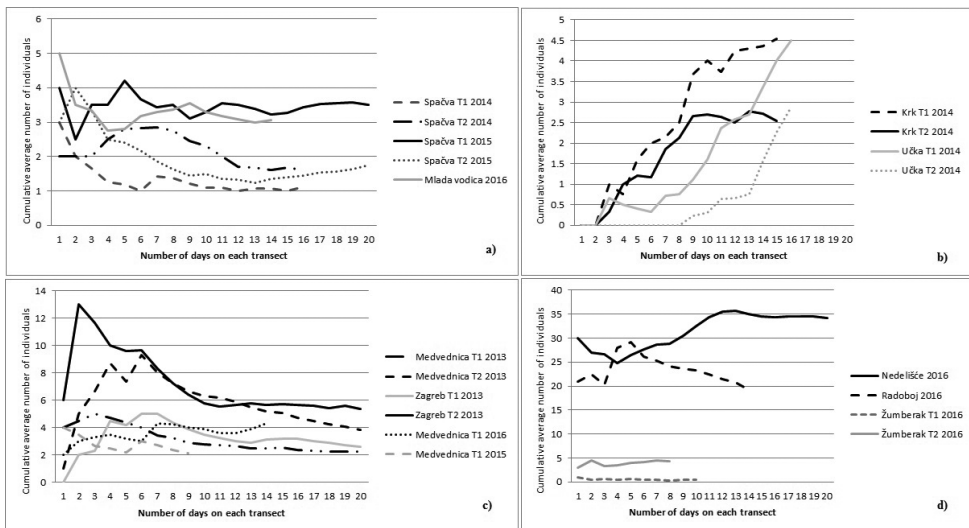 Cumulative average number of individuals
6
5
4
3
2
1
0
1 2 3 4 5 6 7 8 9 10 11 12 13 14 15 16 17 18 19 20
Number of days on each transect
Spačva T1 2014
Spačva T2 2014
Spačva T1 2015
Spačva T2 2015
Mlada vodica 2016
a)
Cumulative average number of individuals
5
4.5
4
3.5
3
2.5
2
1.5
1
0.5
0
1 2 3 4 5 6 7 8 9 10 11 12 13 14 15 16 17 18 19 20
Number of days on each transect
Krk T1 2014
Krk T2 2014
Učka T1 2014
Učka T2 2014
b)
Cumulative average number of individuals
14
12
10
8
6
4
2
0
1 2 3 4 5 6 7 8 9 10 11 12 13 14 15 16 17 18 19 20
Number of days on each transect
Medvednica T1 2013
Medvednica T2 2013
Zagreb T1 2013
Zagreb T2 2013
Medvednica T1 2016
Medvednica T1 2015
c)
Cumulative average number of individuals
40
35
30
25
20
15
10
5
0
1 2 3 4 5 6 7 8 9 10 11 12 13 14 15 16 17 18 19 20
Number of days on each transect
Nedelišće 2016
Radoboj 2016
Žumberak T1 2016
Žumberak T2 2016
d)